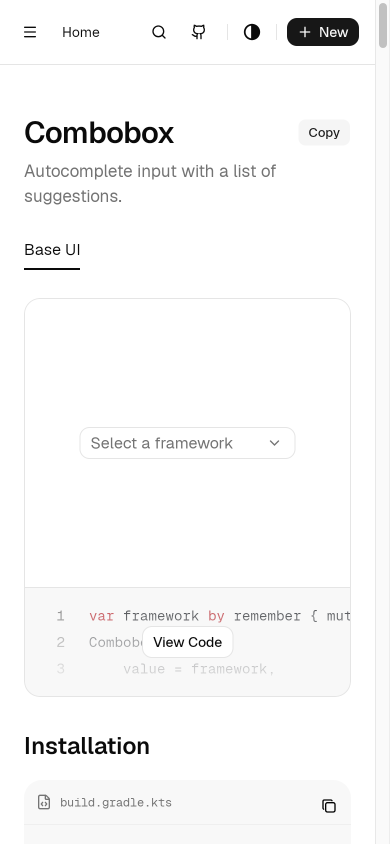 Home
New
Combobox
Copy
Autocomplete input with a list of
suggestions.
Base UI
Select a framework
1 var framework by remember { mut
2 Combob
View Code
3 value = framework,
Installation
build.gradle.kts